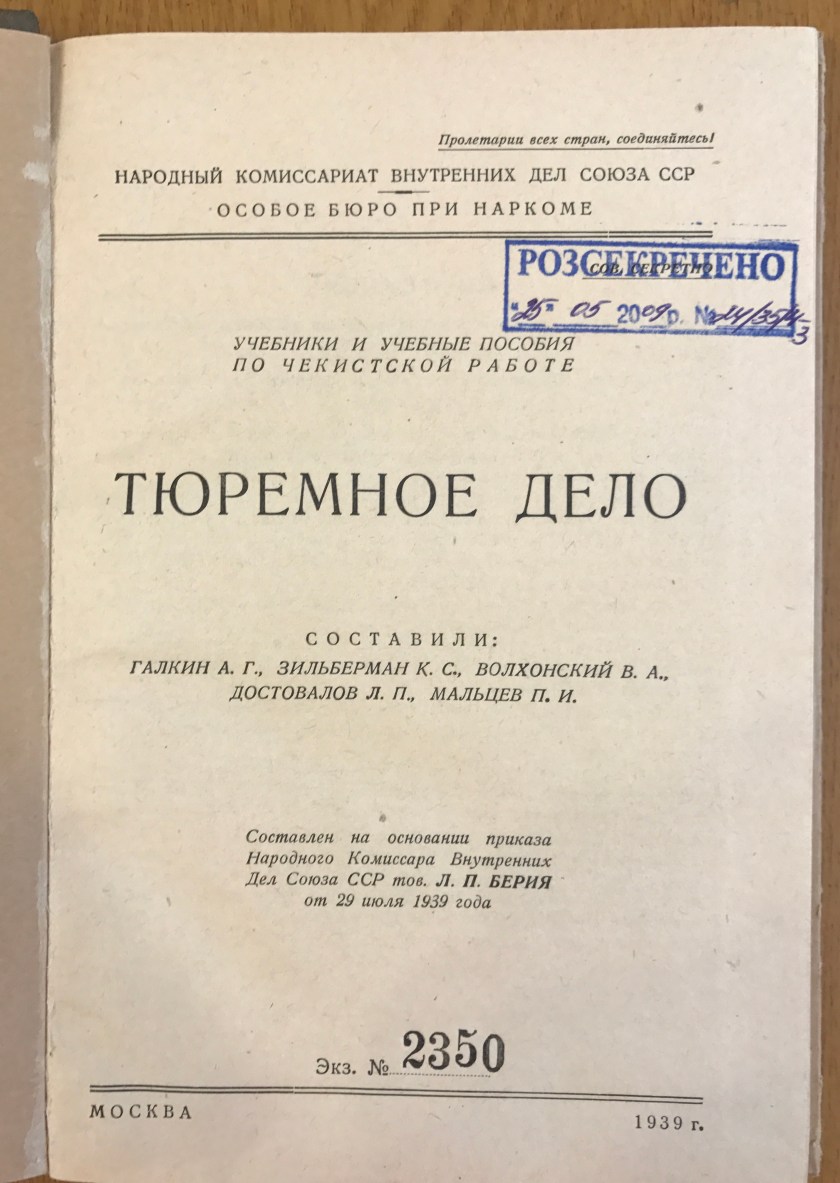 Пролетарии всех стран, соединяйтесь!
НАРОДНЫЙ КОМИССАРИАТ ВНУТРЕННИХ ДЕЛ СОЮЗА ССР
ОСОБОЕ БЮРО ПРИ НАРКОМЕ
СОВ. СЕКРЕТНО
РОЗСЕКРЕЧЕНО
"25" 05 2009р. №
УЧЕБНИКИ И УЧЕБНЫЕ ПОСОБИЯ
ПО ЧЕКИСТСКОЙ РАБОТЕ
ТЮРЕМНОЕ ДЕЛО
СОСТАВИЛИ:
ГАЛКИН А. Г., ЗИЛЬБЕРМАН К. С., ВОЛХОНСКИЙ В. А.,
ДОСТОВАЛОВ Л. П., МАЛЬЦЕВ П. И.
Составлен на основании приказа
Народного Комиссара Внутренних
Дел Союза ССР тов. Л. П. БЕРИЯ
от 29 июля 1939 года
Экз. № 2350
МОСКВА
1939 г.